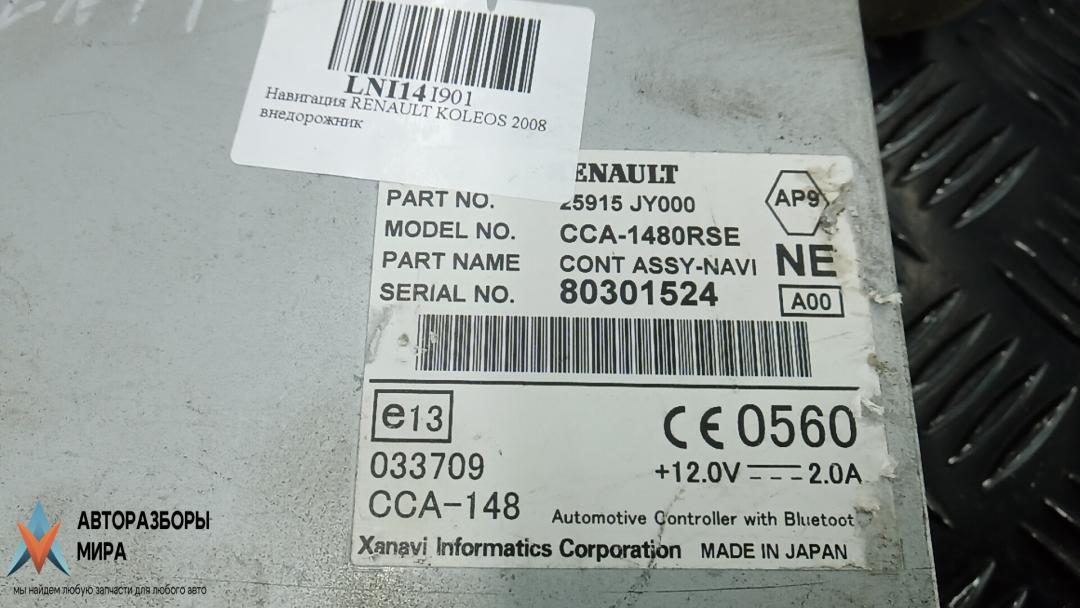 LNI14I901
Навигация RENAULT KOLEOS 2008
внедорожник
ENAULT
PART NO. 25915 JY000
AP9
MODEL NO. CCA-1480RSE
PART NAME CONT ASSY-NAVI
NE
SERIAL NO. 80301524
A00
e13
CE 0560
033709
+12.0V 2.0A
CCA-148
Automotive Controller with Bluetoot
Xanavi Informatics Corporation MADE IN JAPAN
АВТОРАЗБОРЫ
МИРА
мы найдем любую запчасти для любого авто